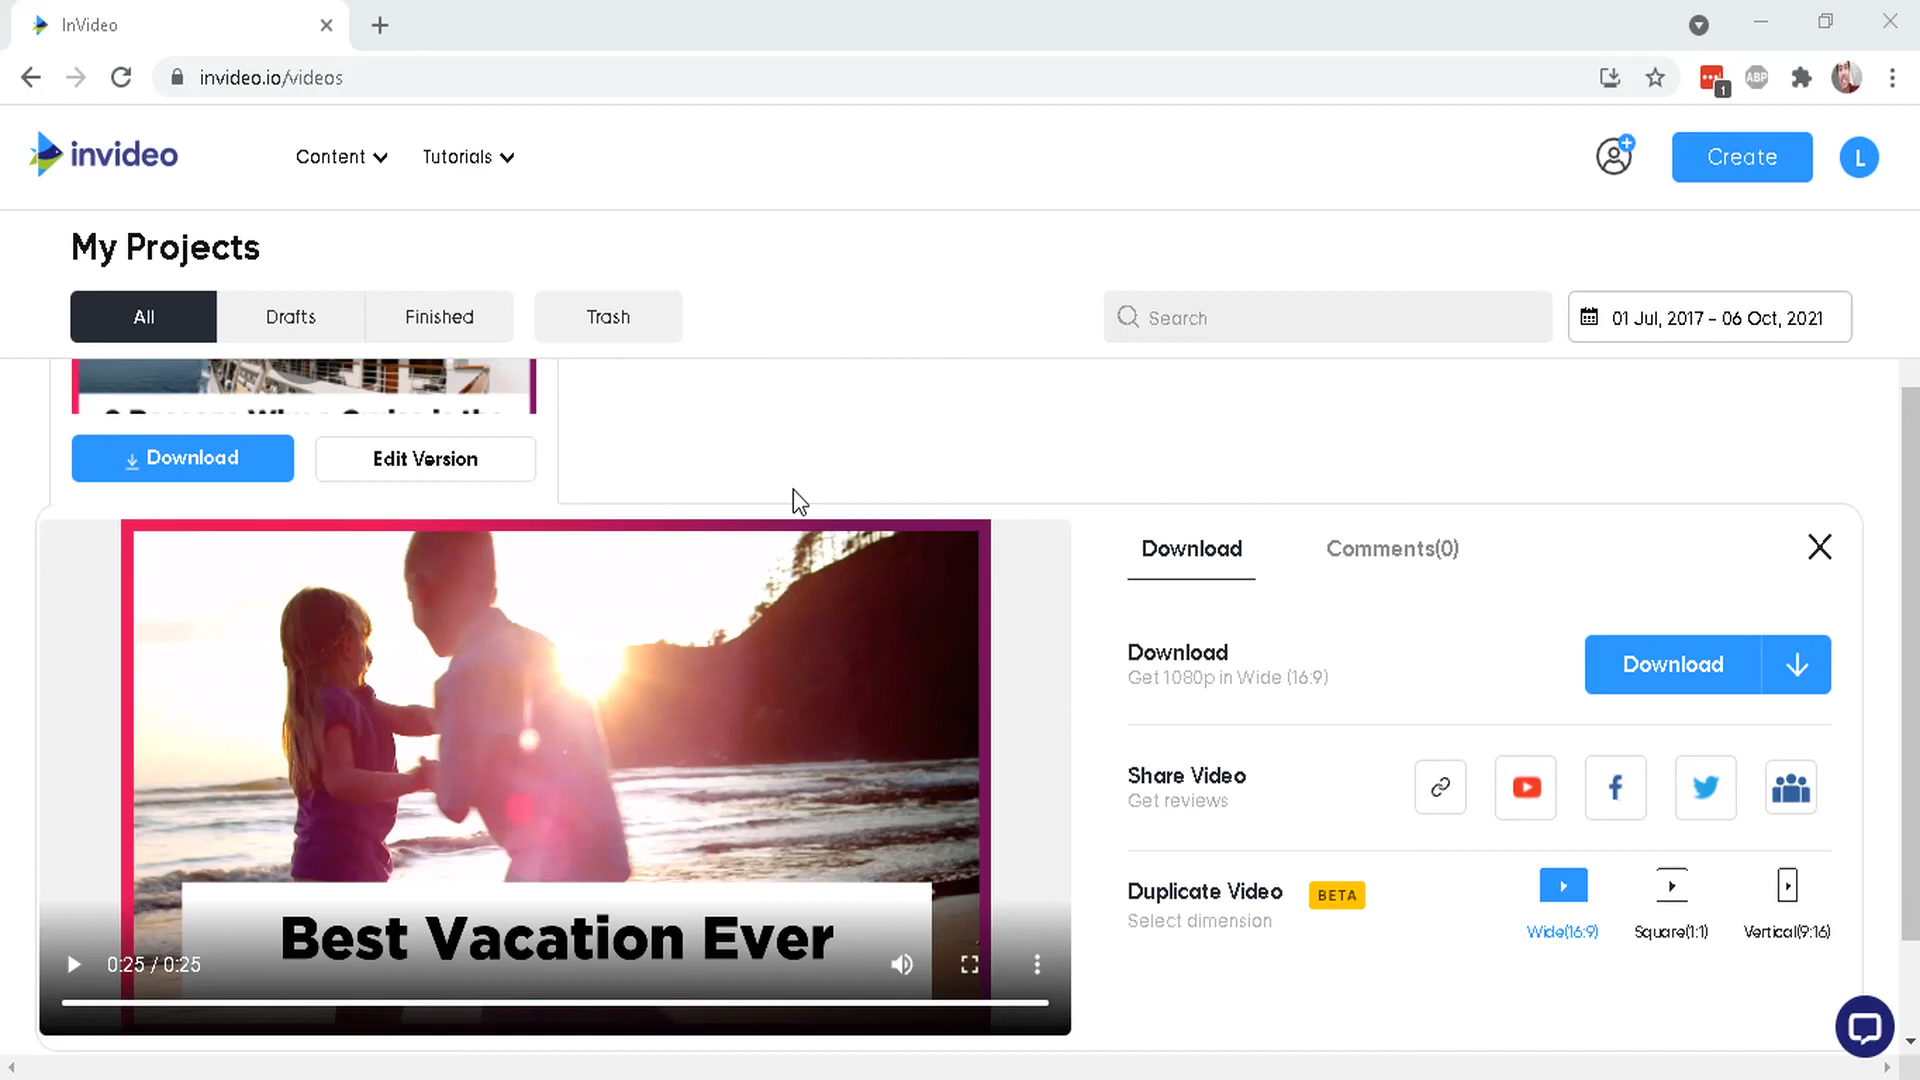 InVideo
invideo.io/videos
1
ABP
invideo
Content
Tutorials
Create
L
My Projects
All
Drafts
Finished
Trash
Search
01 Jul, 2017 - 06 Oct, 2021
Download
Edit Version
Download
Comments(0)
Download
Get 1080p in Wide (16:9)
Download
Share Video
Get reviews
Duplicate Video
BETA
Select dimension
Wide(16:9)
Square(1:1)
Vertical(9:16)
Best Vacation Ever
0:25 / 0:25